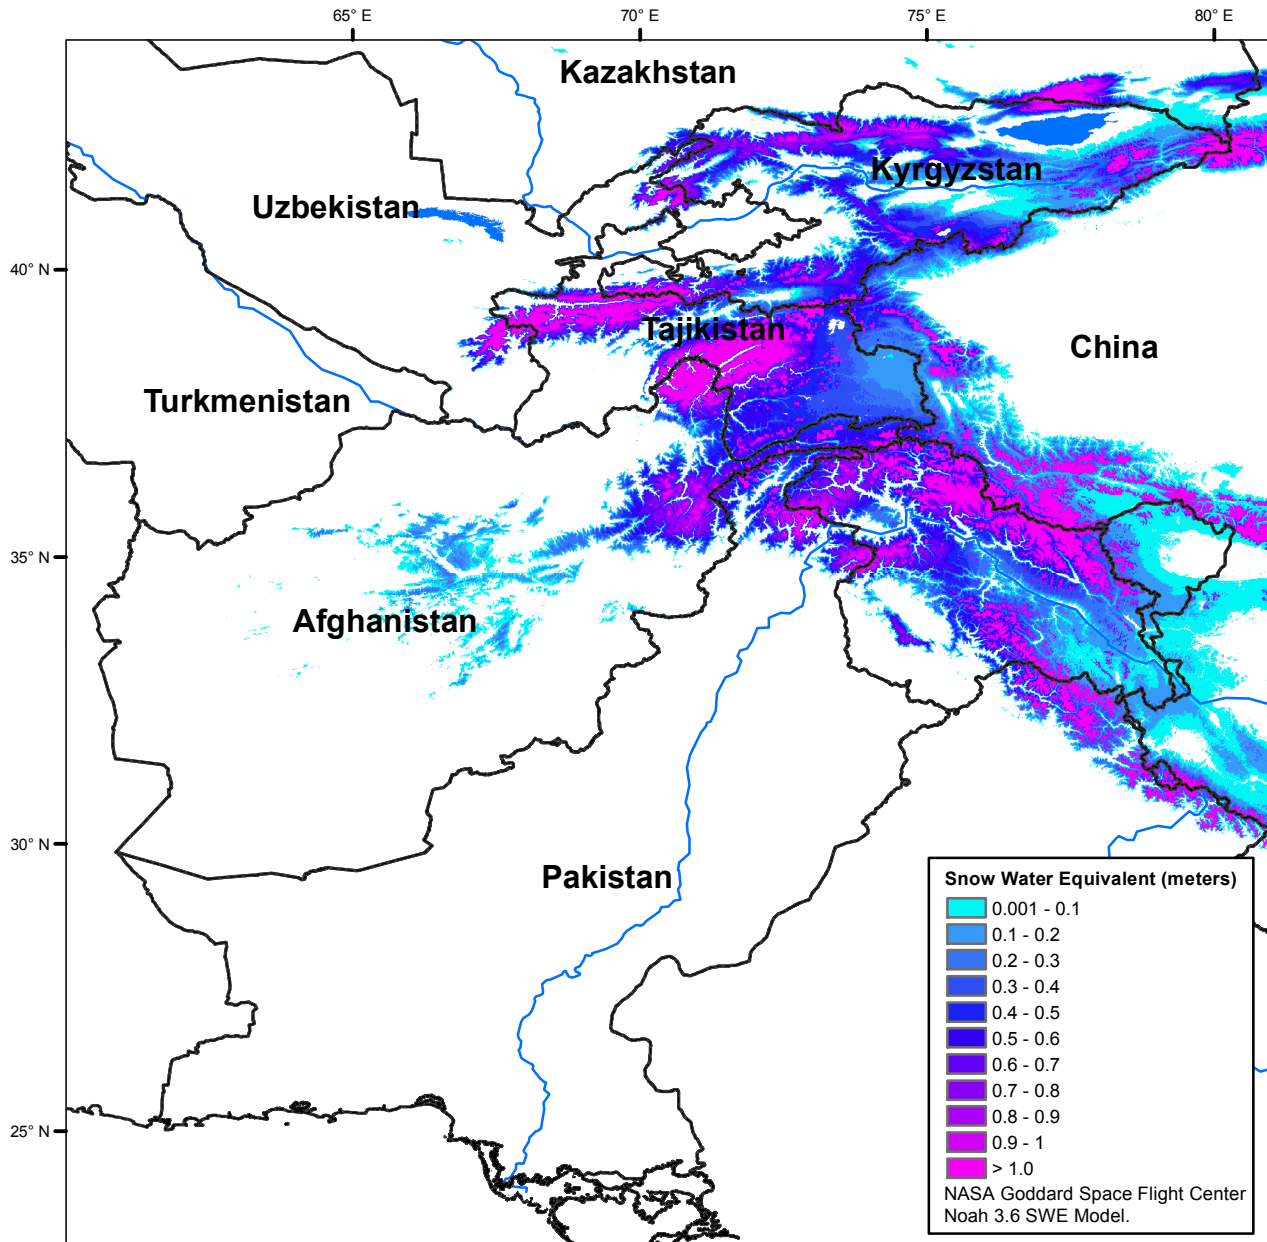 65° E
70° E
75° E
80° E
Kazakhstan
Kyrgyzstan
Uzbekistan
40° N
Tajikistan
China
Turkmenistan
35° N
Afghanistan
30° N
Pakistan
25° N
Snow Water Equivalent (meters)
0.001 - 0.1
0.1 - 0.2
0.2 - 0.3
0.3 - 0.4
0.4 - 0.5
0.5 - 0.6
0.6 - 0.7
0.7 - 0.8
0.8 - 0.9
0.9 - 1
> 1.0
NASA Goddard Space Flight Center
Noah 3.6 SWE Model.